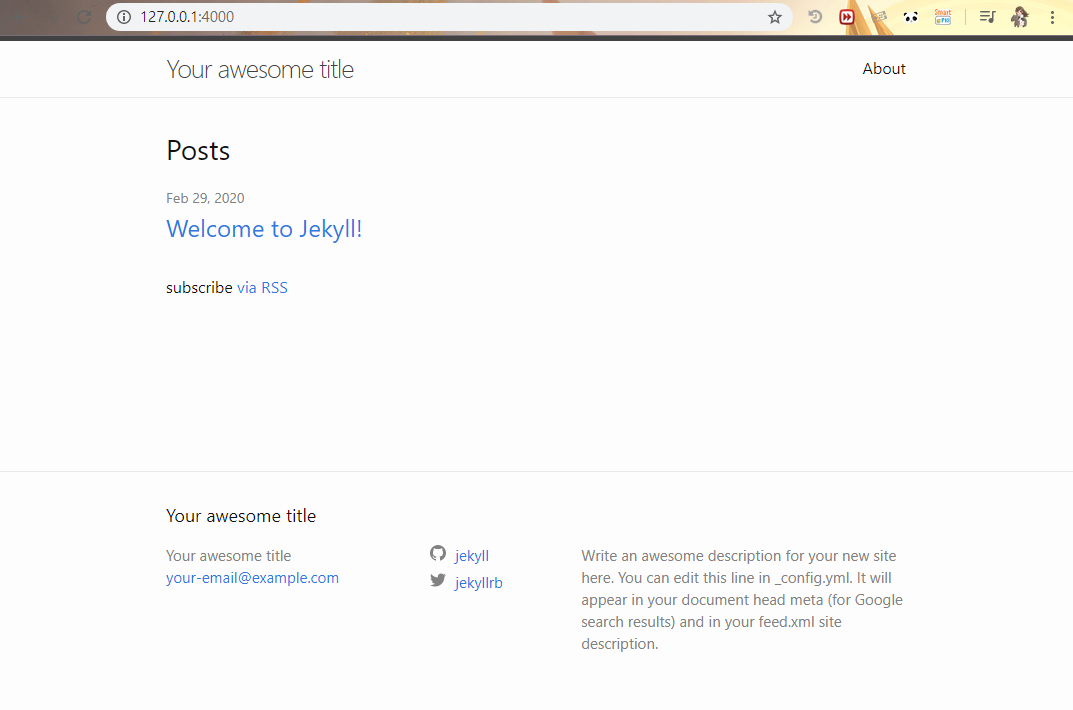 127.0.0.1:4000
Your awesome title
About
Posts
Feb 29, 2020
Welcome to Jekyll!
subscribe via RSS
Your awesome title
Your awesome title
your-email@example.com
jekyll
jekyllrb
Write an awesome description for your new site
here. You can edit this line in _config.yml. It will
appear in your document head meta (for Google
search results) and in your feed.xml site
description.